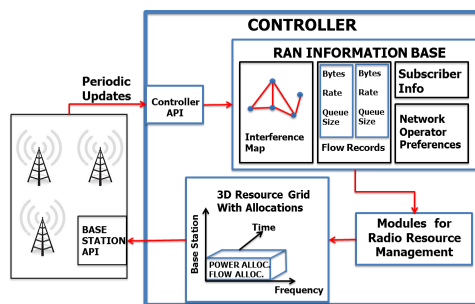 CONTROLLER
RAN INFORMATION BASE
Periodic
Updates
Controller
API
Interference
Map
Bytes
Rate
Queue
Size
Bytes
Rate
Queue
Size
Flow Records
Subscriber
Info
Network
Operator
Preferences
3D Resource Grid
With Allocations
Base Station
Time
POWER ALLOC.
FLOW ALLOC.
Frequency
Modules for
Radio Resource
Management
BASE
STATION
API